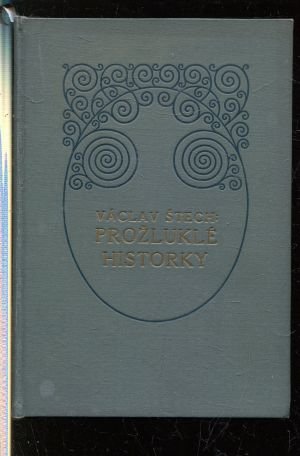 VÁCLAV ŠTECH:
PROŽLUKLÉ
HISTORKY